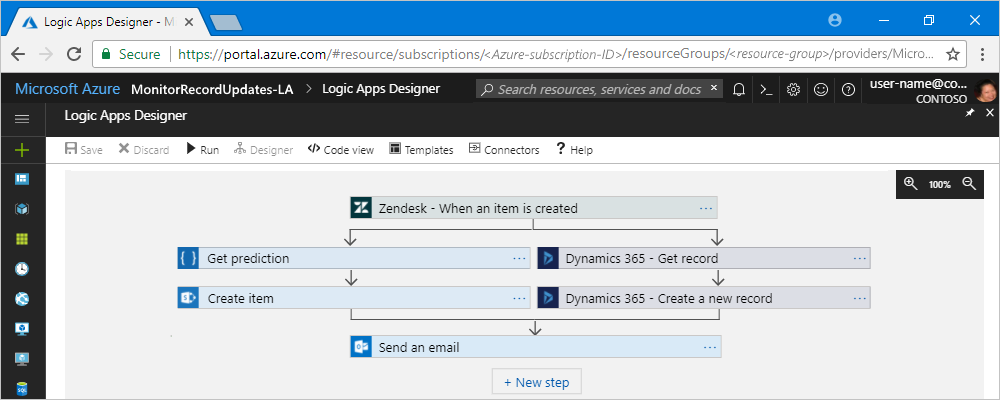 Logic Apps Designer - M
Secure https://portal.azure.com/#resource/subscriptions/<Azure-subscription-ID>/resourceGroups/<resource-group>/providers/Micro...
Microsoft Azure MonitorRecordUpdates-LA > Logic Apps Designer Search resources, services and docs user-name@co...
CONTOSO
Logic Apps Designer
Save Discard Run Designer Code view Templates Connectors Help
100%
Zendesk - When an item is created ...
Get prediction ... Dynamics 365 - Get record ...
Create item ... Dynamics 365 - Create a new record ...
Send an email ...
+ New step
SQL